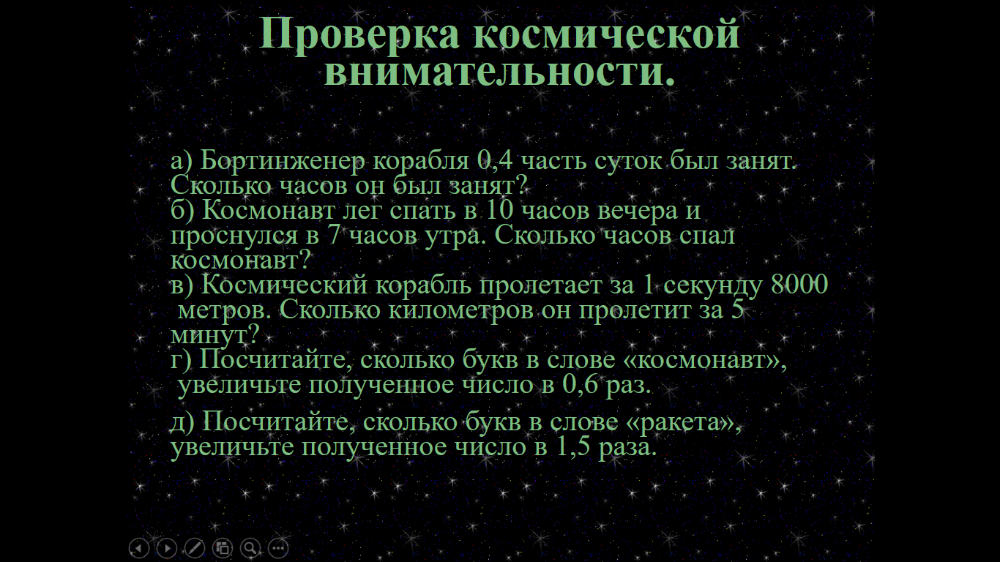 Проверка космической
внимательности.
а) Бортинженер корабля 0,4 часть суток был занят.
Сколько часов он был занят?
б) Космонавт лег спать в 10 часов вечера и
проснулся в 7 часов утра. Сколько часов спал
космонавт?
в) Космический корабль пролетает за 1 секунду 8000
метров. Сколько километров он пролетит за 5
минут?
г) Посчитайте, сколько букв в слове «космонавт»,
увеличьте полученное число в 0,6 раз.
д) Посчитайте, сколько букв в слове «ракета»,
увеличьте полученное число в 1,5 раза.